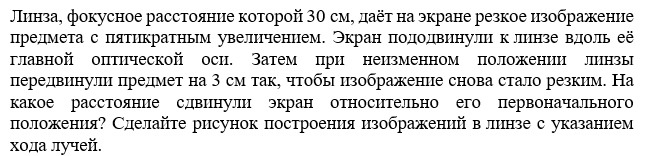 Линза, фокусное расстояние которой 30 см, даёт на экране резкое изображение
предмета с пятикратным увеличением. Экран пододвинули к линзе вдоль её
главной оптической оси. Затем при неизменном положении линзы
передвинули предмет на 3 см так, чтобы изображение снова стало резким. На
какое расстояние сдвинули экран относительно его первоначального
положения? Сделайте рисунок построения изображений в линзе с указанием
хода лучей.